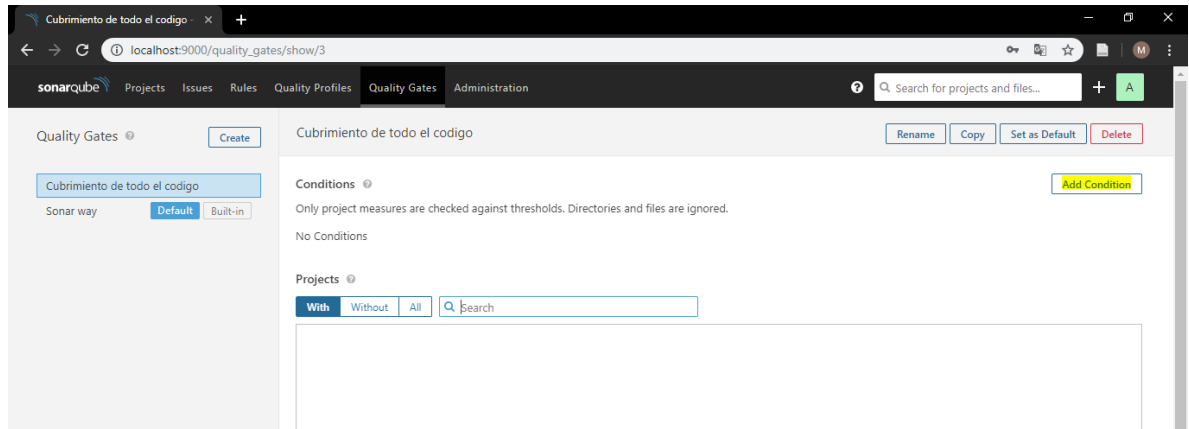 Cubrimiento de todo el codigo -
localhost:9000/quality_gates/show/3
M
sonarqube Projects Issues Rules Quality Profiles Quality Gates Administration Search for projects and files... A
Quality Gates Create
Cubrimiento de todo el codigo Rename Copy Set as Default Delete
Cubrimiento de todo el codigo
Sonar way Default Built-in
Conditions Add Condition
Only project measures are checked against thresholds. Directories and files are ignored.
No Conditions
Projects
With Without All Search